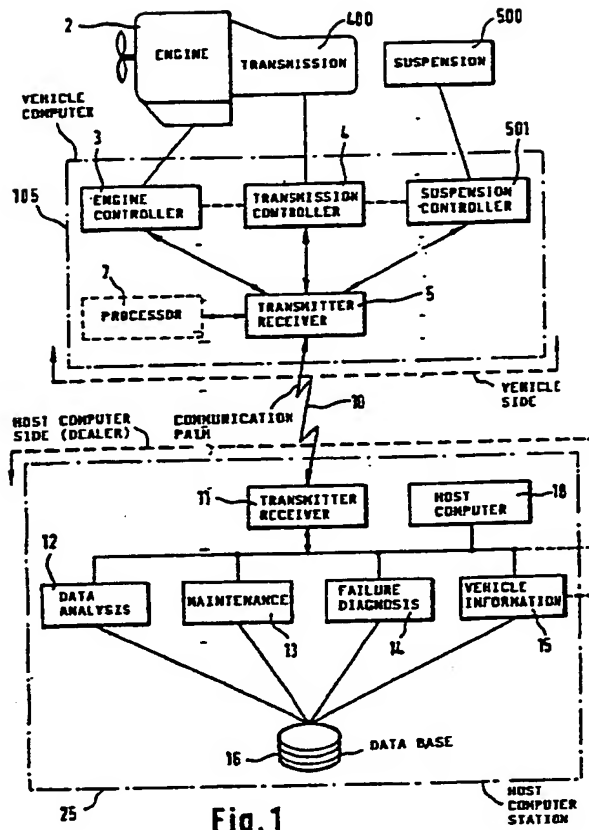 2
400
500
ENGINE
TRANSMISSION
SUSPENSION
VEHICLE
COMPUTER
3
4
501
105
ENGINE
CONTROLLER
TRANSMISSION
CONTROLLER
SUSPENSION
CONTROLLER
7
5
PROCESSOR
TRANSMITTER
RECEIVER
VEHICLE
SIDE
COMMUNICATION
PATH
10
HOST COMPUTER
SIDE (DEALER)
11
TRANSMITTER
RECEIVER
HOST
COMPUTER
18
12
DATA
ANALYSIS
MAINTENANCE
FAILURE
DIAGNOSIS
VEHICLE
INFORMATION
13
14
15
16
DATA BASE
25
HOST
COMPUTER
STATION
Fig.1